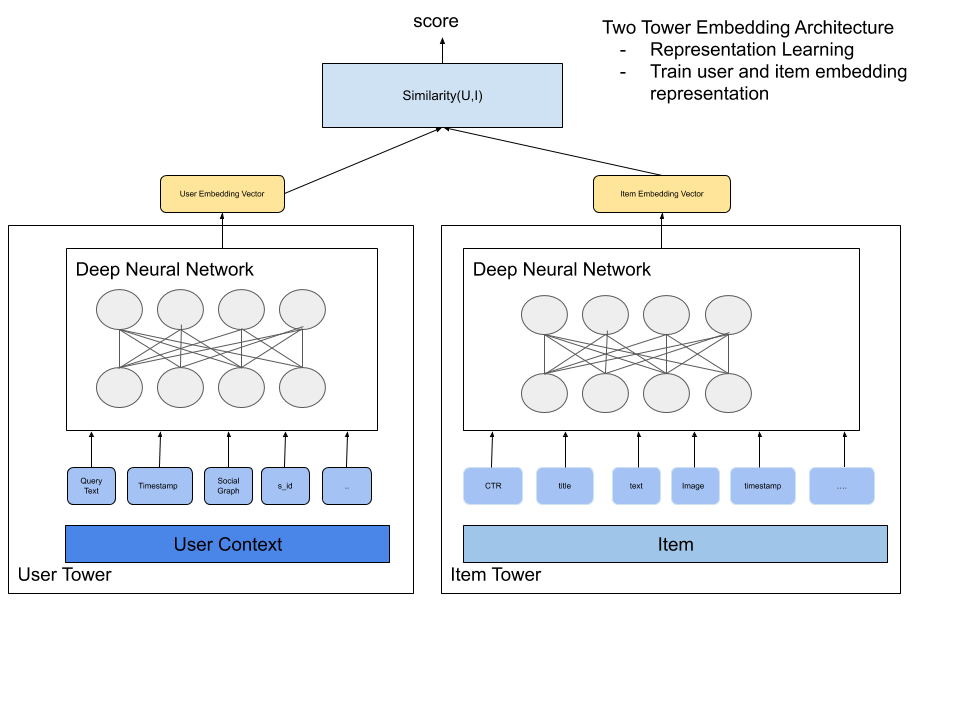 score
Two Tower Embedding Architecture
- Representation Learning
- Train user and item embedding
representation
Similarity(U,I)
User Embedding Vector
Item Embedding Vector
Deep Neural Network
Deep Neural Network
Query
Text
Timestamp
Social
Graph
s_id
..
CTR
title
text
Image
timestamp
....
User Context
Item
User Tower
Item Tower